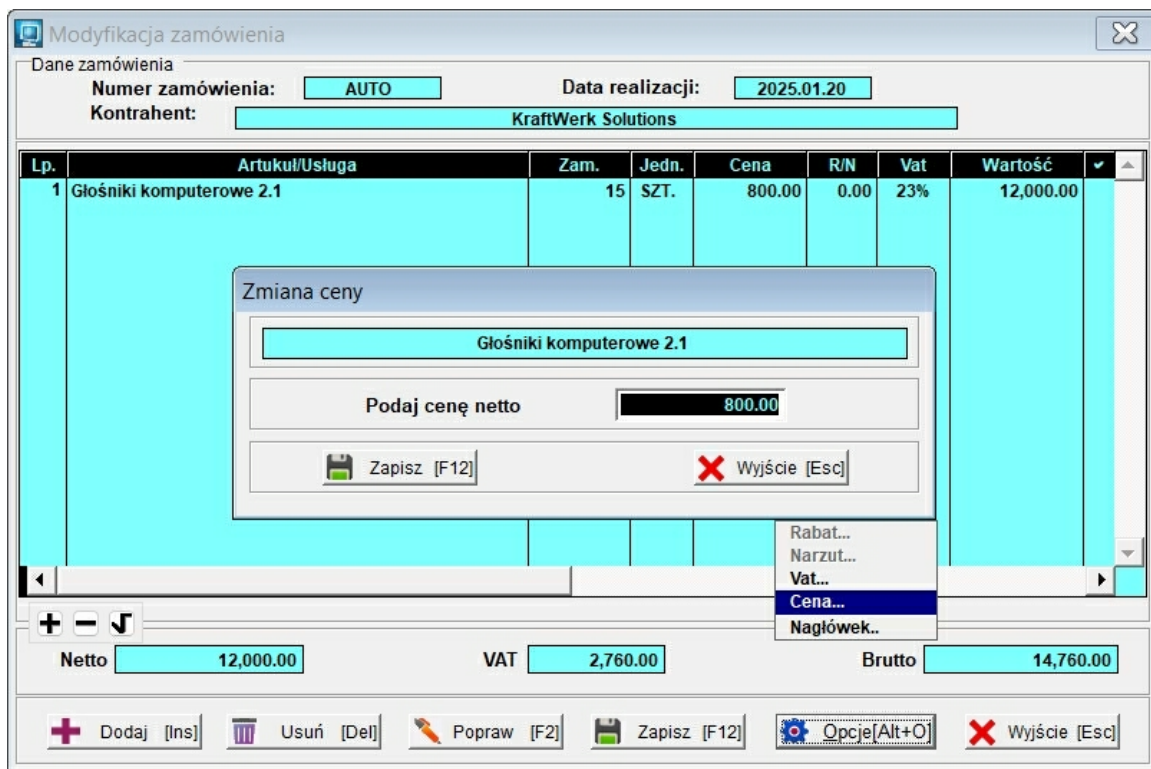 Modyfikacja zamówienia
Dane zamówienia
Numer zamówienia: AUTO Data realizacji: 2025.01.20
Kontrahent: KraftWerk Solutions
Lp. Artukuł/Usługa Zam. Jedn. Cena R/N Vat Wartość
1 Głośniki komputerowe 2.1 15 SZT. 800.00 0.00 23% 12,000.00
Zmiana ceny
Głośniki komputerowe 2.1
Podaj cenę netto 800.00
Zapisz [F12] Wyjście [Esc]
Rabat...
Narzut...
Vat...
Cena...
Nagłówek..
Netto 12,000.00 VAT 2,760.00 Brutto 14,760.00
Dodaj [Ins] Usuń [Del] Popraw [F2] Zapisz [F12] Opcje[Alt+O] Wyjście [Esc]